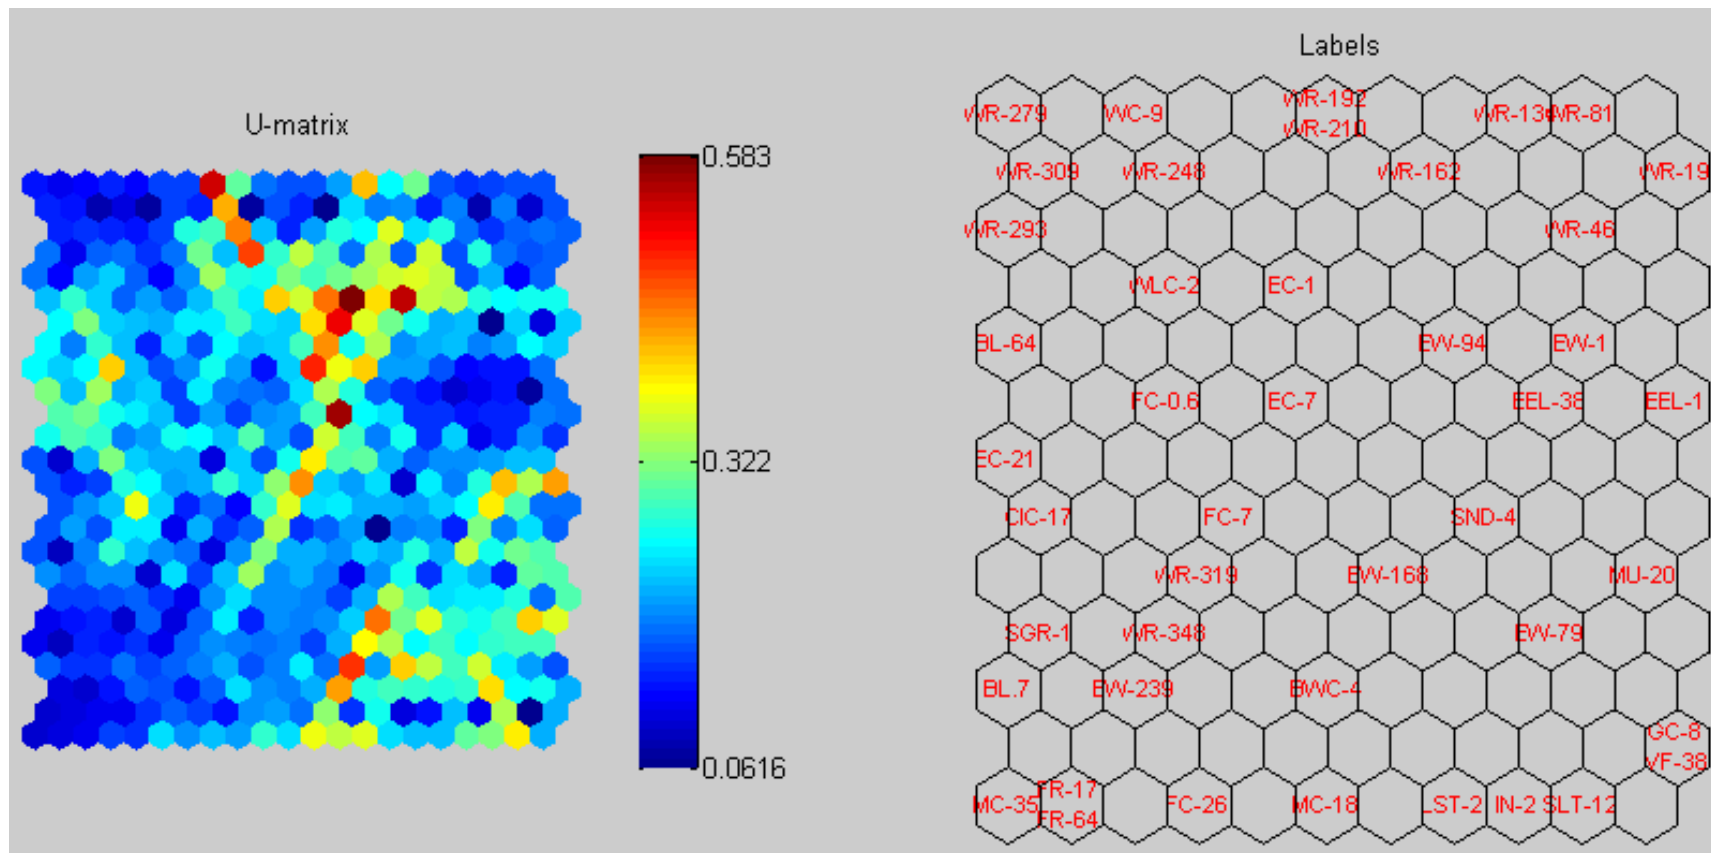 Labels
U-matrix
0.583
0.322
0.0616
WR-279
WC-9
WR-192
WR-210
WR-81
WR-309
WR-248
WR-162
WR-19
WR-293
WR-46
WLC-2
EC-1
BL-64
EW-94
EW-1
FC-0.6
EC-7
EEL-38
EEL-1
EC-21
CIC-17
FC-7
SND-4
WR-319
EW-168
MU-20
SGR-1
WR-348
EW-79
BL.7
EW-239
BWC-4
GC-8
VF-38
MC-35
FR-17
FR-64
FC-26
MC-18
LST-2
IN-2
SLT-12